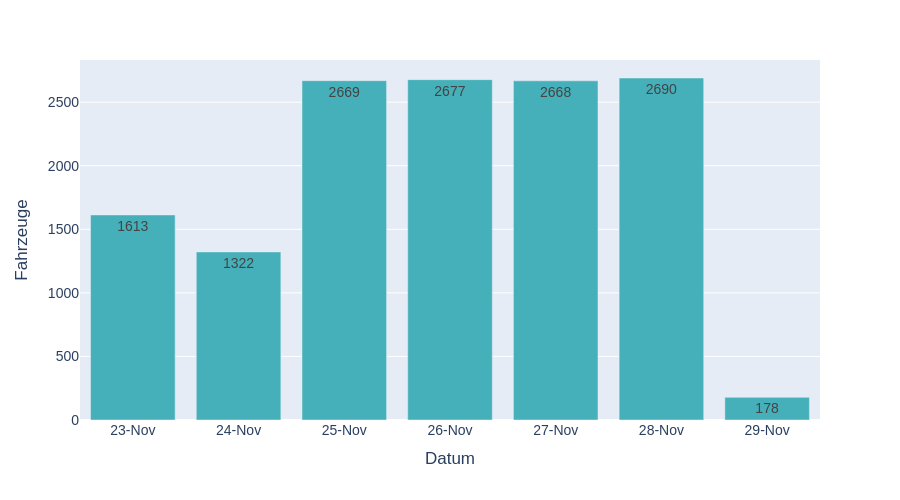 2500
2000
1500
1000
500
0
Fahrzeuge
1613
1322
2669
2677
2668
2690
178
23-Nov
24-Nov
25-Nov
26-Nov
27-Nov
28-Nov
29-Nov
Datum